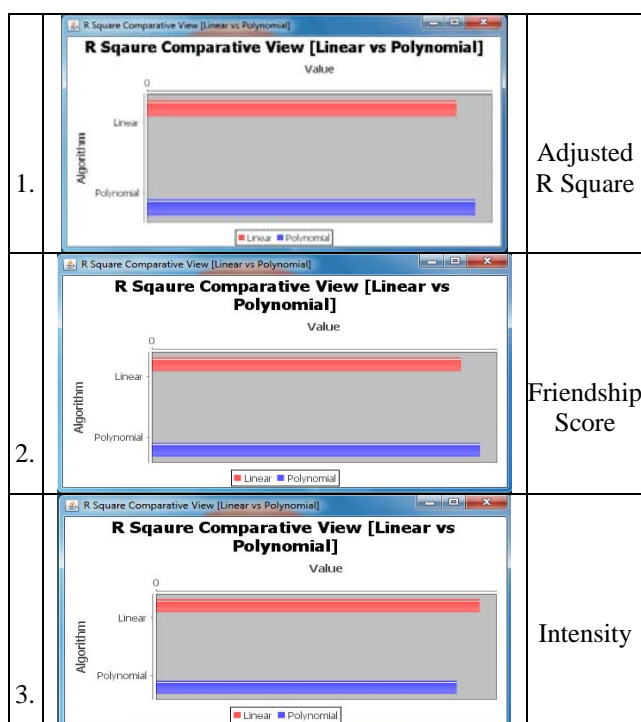 1.
R Square Comparative View [Linear vs Polynomial]
R Sqaure Comparative View [Linear vs Polynomial]
Value
0
Algorithm
Linear
Polynomial
Linear Polynomial
Adjusted
R Square
2.
R Square Comparative View [Linear vs Polynomial]
R Sqaure Comparative View [Linear vs
Polynomial]
Value
0
Algorithm
Linear
Polynomial
Linear Polynomial
Friendship
Score
3.
R Square Comparative View [Linear vs Polynomial]
R Sqaure Comparative View [Linear vs
Polynomial]
Value
0
Algorithm
Linear
Polynomial
Linear Polynomial
Intensity